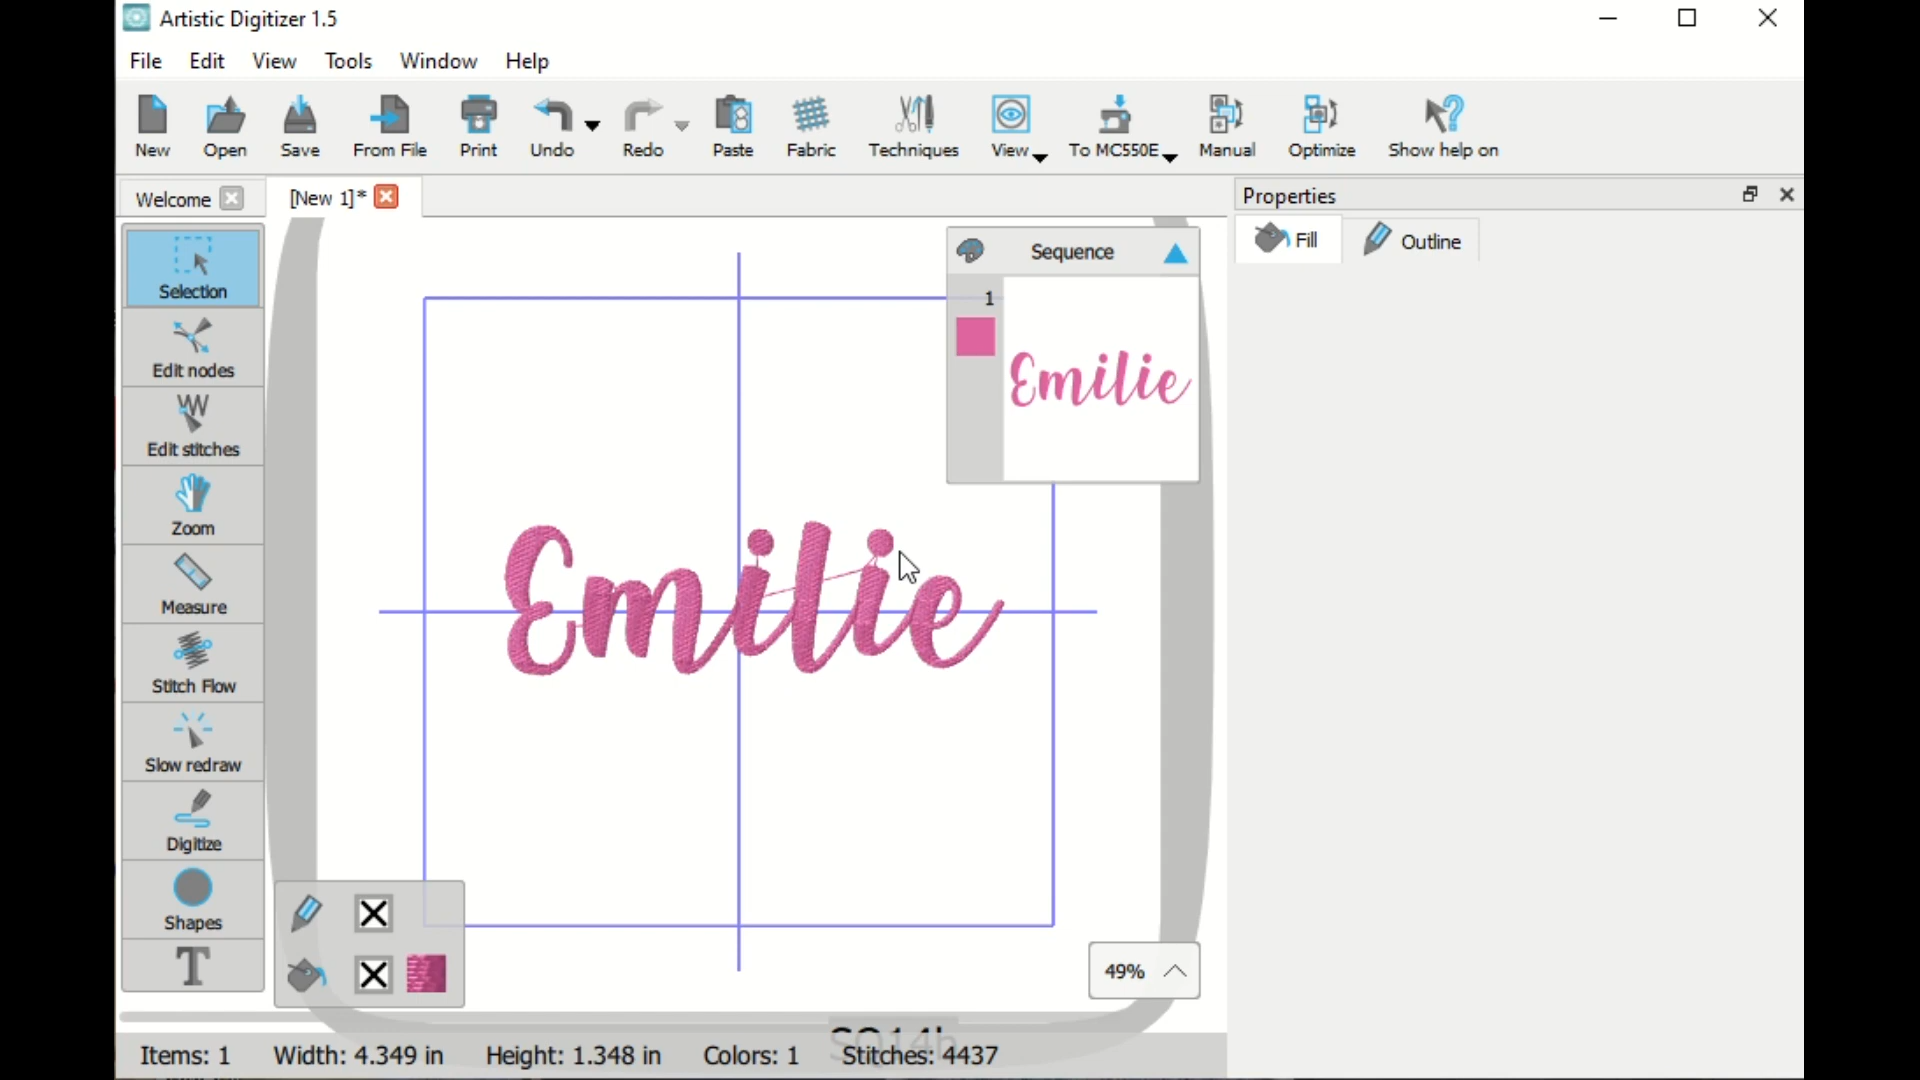 Artistic Digitizer 1.5
File Edit View Tools Window Help
New Open Save From File Print Undo Redo Paste Fabric Techniques View To MC550E Manual Optimize Show help on
Welcome [New 1]* Properties
Fill Outline
Sequence
1
Emilie
Selection
Edit nodes
Edit stitches
Zoom
Measure
Stitch Flow
Slow redraw
Digitize
Shapes
T
Emilie
49%
SQ14b
Items: 1 Width: 4.349 in Height: 1.348 in Colors: 1 Stitches: 4437